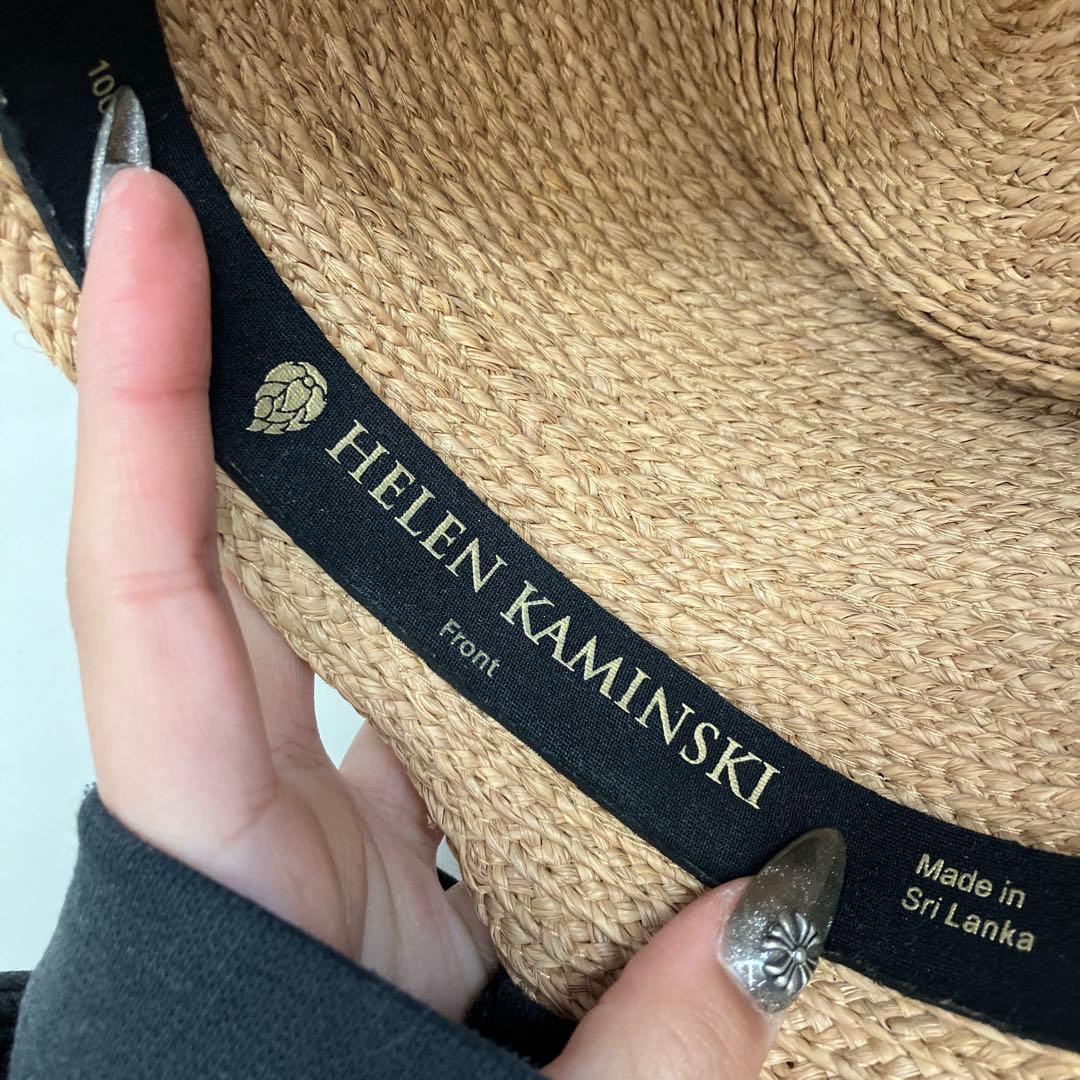 HELEN KAMINSKI
Front
Made in
Sri Lanka